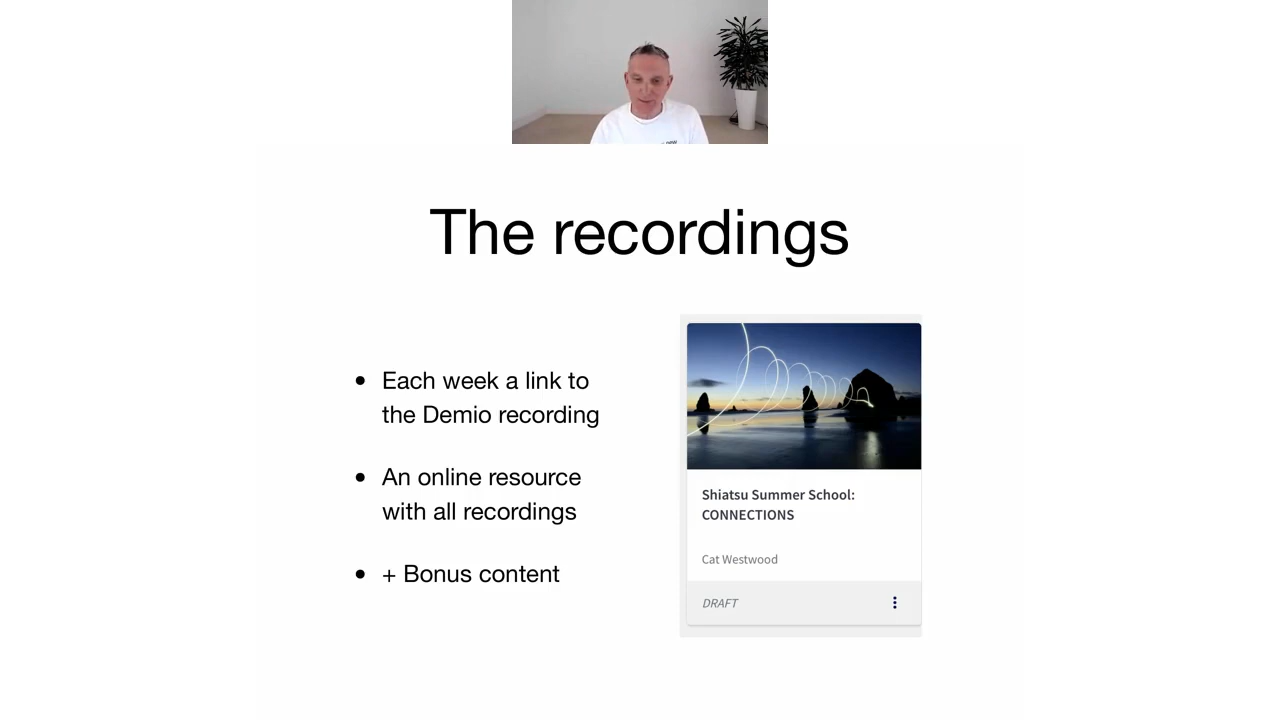 The recordings
• Each week a link to
the Demio recording
• An online resource
with all recordings
• + Bonus content
Shiatsu Summer School:
CONNECTIONS
Cat Westwood
DRAFT